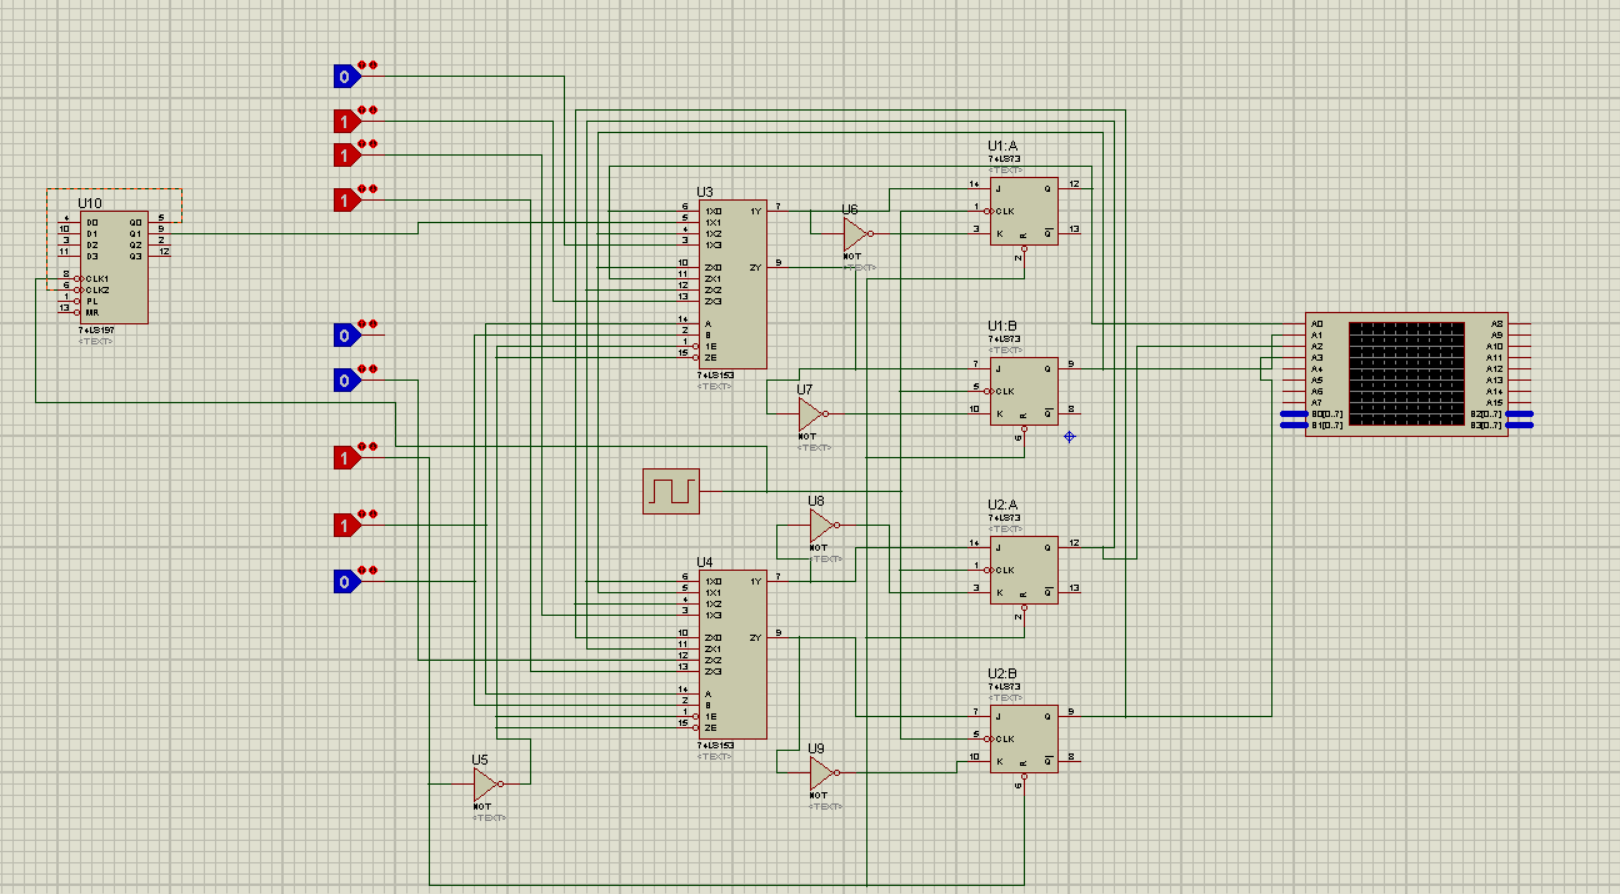 0
1
1
1
0
0
1
1
0
U10
4 D0 Q0 5
10 D1 Q1 9
3 D2 Q2 2
11 D3 Q3 12
8 CLK1
6 CLK2
1 PL
13 MR
74LS197
<TEXT>
U3
6 1X0 1Y 7
5 1X1
4 1X2
3 1X3
10 2X0 2Y 9
11 2X1
12 2X2
13 2X3
14 A
2 B
1 1E
15 2E
74LS153
<TEXT>
U6
NOT
<TEXT>
U1:A
74LS73
<TEXT>
14 J Q 12
1 CLK
3 K R Q 13
2
U1:B
74LS73
<TEXT>
7 J Q 9
5 CLK
10 K R Q 8
6
U7
NOT
<TEXT>
U8
NOT
<TEXT>
U2:A
74LS73
<TEXT>
14 J Q 12
1 CLK
3 K R Q 13
2
U4
6 1X0 1Y 7
5 1X1
4 1X2
3 1X3
10 2X0 2Y 9
11 2X1
12 2X2
13 2X3
14 A
2 B
1 1E
15 2E
74LS153
<TEXT>
U2:B
74LS73
<TEXT>
7 J Q 9
5 CLK
10 K R Q 8
6
U5
NOT
<TEXT>
U9
NOT
<TEXT>
A0 A8
A1 A9
A2 A10
A3 A11
A4 A12
A5 A13
A6 A14
A7 A15
B0[0..7] B2[0..7]
B1[0..7] B3[0..7]